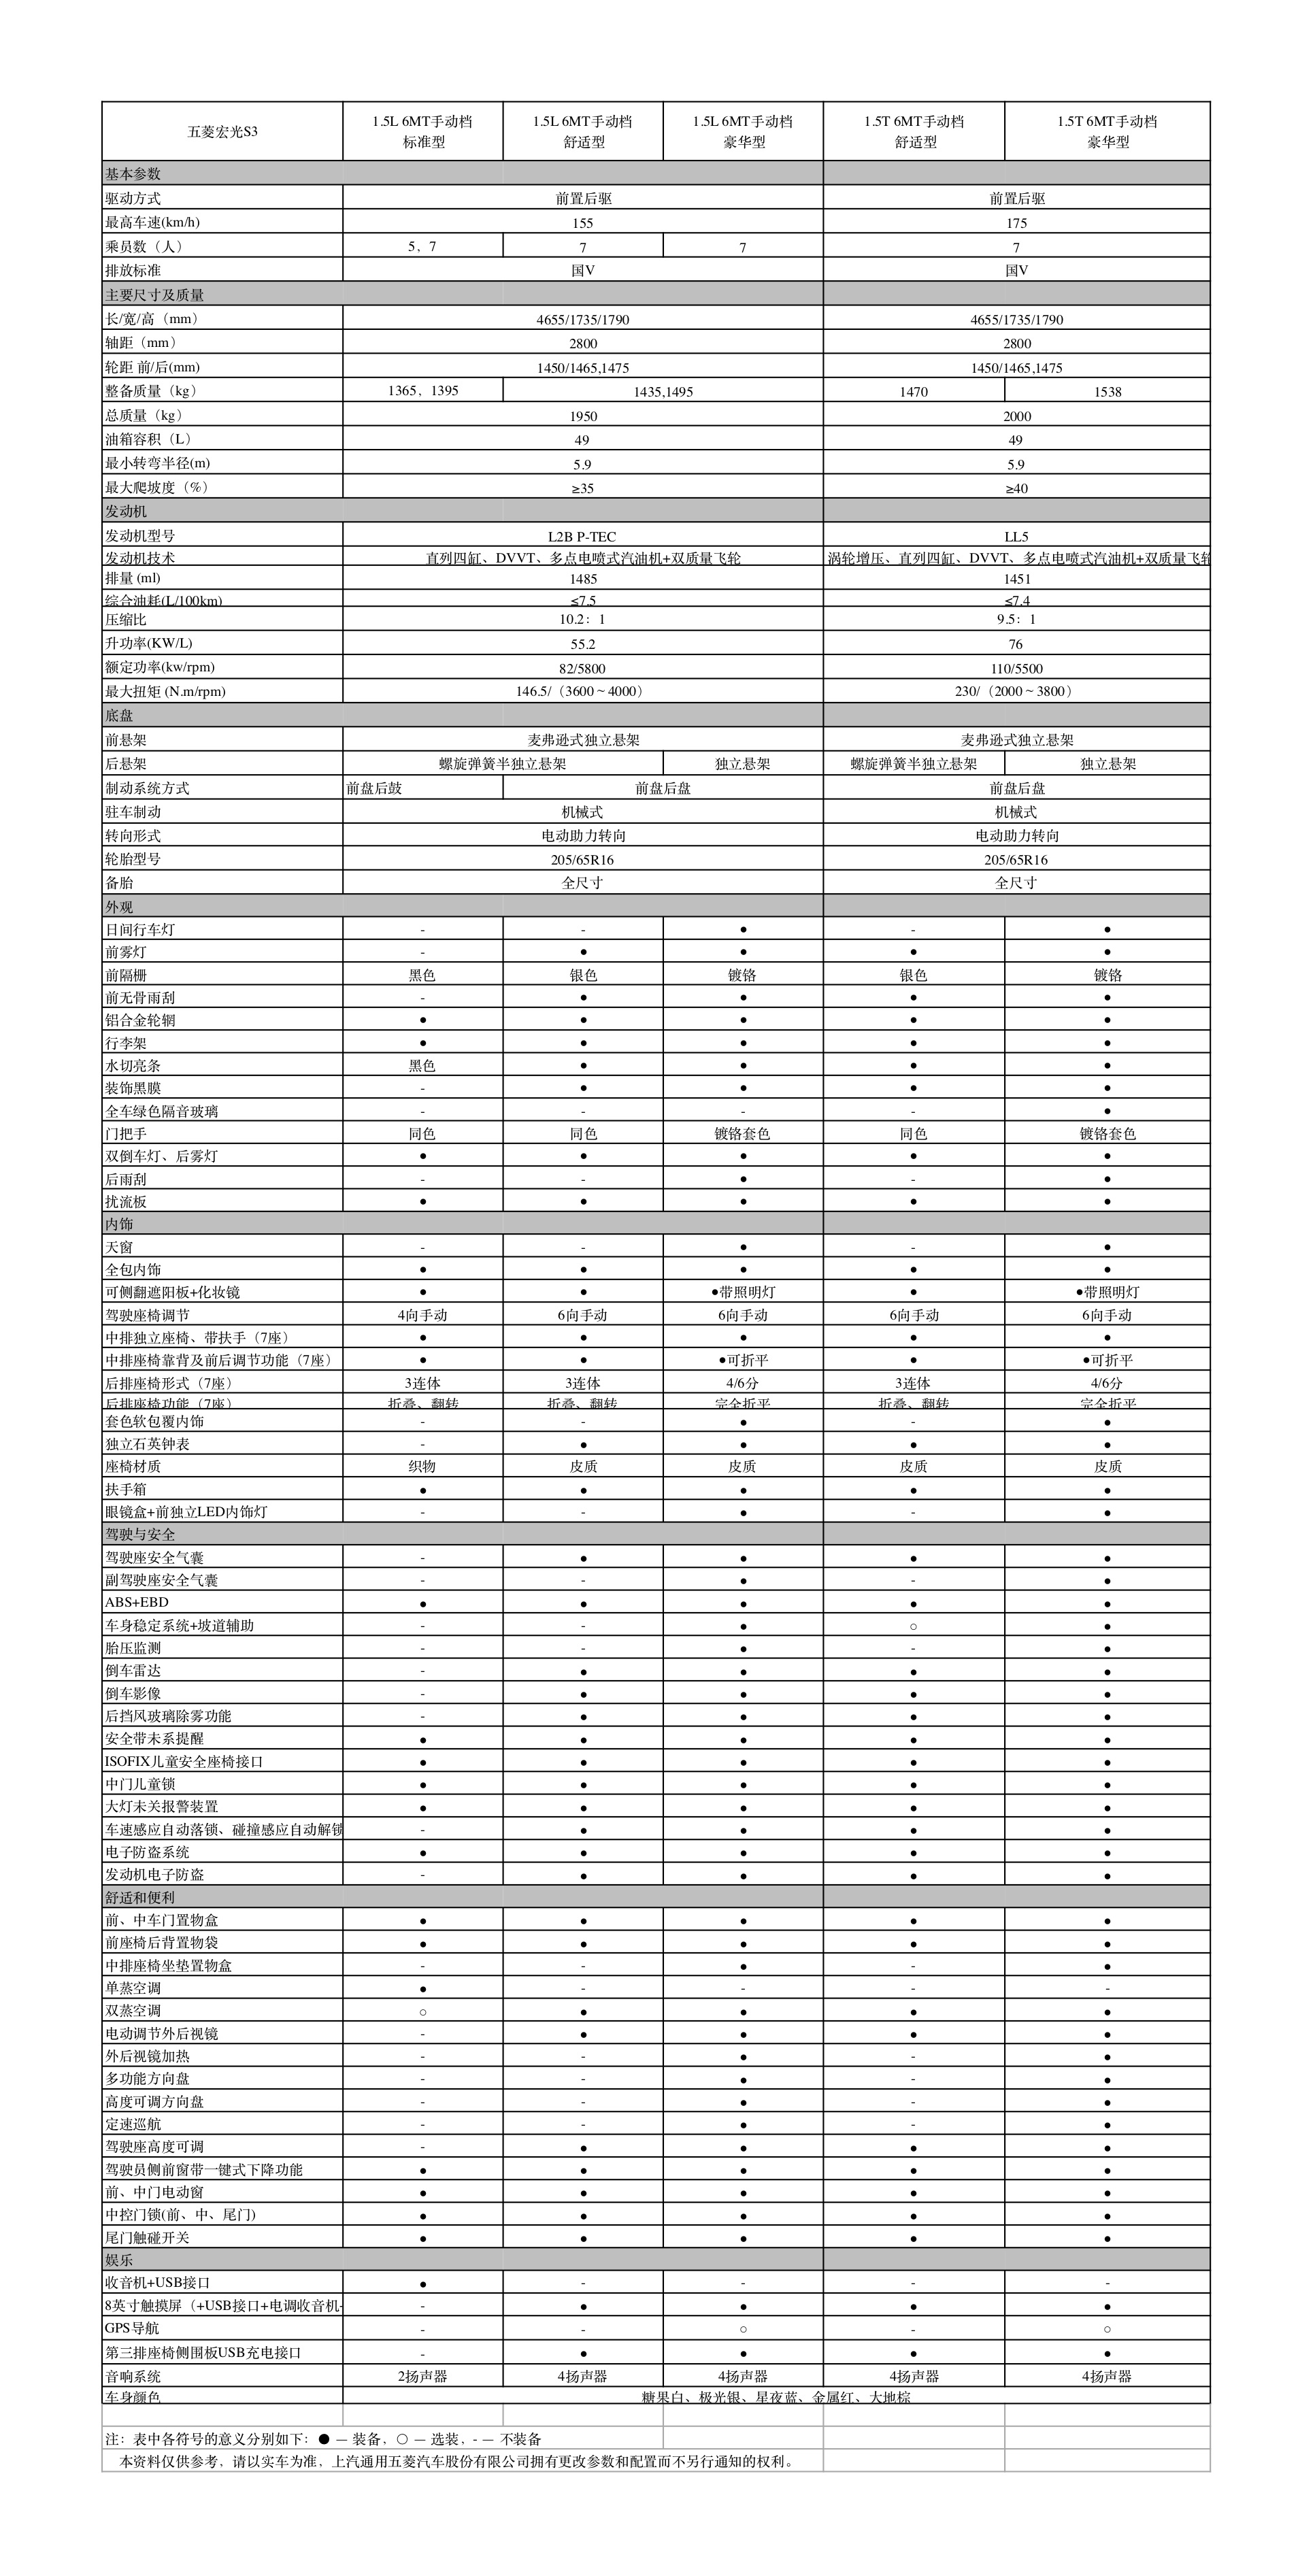 五菱宏光S3 1.5L 6MT手动档 1.5L 6MT手动档 1.5L 6MT手动档 1.5T 6MT手动档 1.5T 6MT手动档
标准型 舒适型 豪华型 舒适型 豪华型
基本参数
驱动方式 前置后驱 前置后驱
最高车速(km/h) 155 175
乘员数（人） 5，7 7 7 7
排放标准 国V 国V
主要尺寸及质量
长/宽/高（mm） 4655/1735/1790 4655/1735/1790
轴距（mm） 2800 2800
轮距 前/后(mm) 1450/1465,1475 1450/1465,1475
整备质量（kg） 1365，1395 1435,1495 1470 1538
总质量（kg） 1950 2000
油箱容积（L） 49 49
最小转弯半径(m) 5.9 5.9
最大爬坡度（%） ≥35 ≥40
发动机
发动机型号 L2B P-TEC LL5
发动机技术 直列四缸、DVVT、多点电喷式汽油机+双质量飞轮 涡轮增压、直列四缸、DVVT、多点电喷式汽油机+双质量飞轮
排量 (ml) 1485 1451
综合油耗(L/100km) ≤7.5 ≤7.4
压缩比 10.2：1 9.5：1
升功率(KW/L) 55.2 76
额定功率(kw/rpm) 82/5800 110/5500
最大扭矩 (N.m/rpm) 146.5/（3600～4000） 230/（2000～3800）
底盘
前悬架 麦弗逊式独立悬架 麦弗逊式独立悬架
后悬架 螺旋弹簧半独立悬架 独立悬架 螺旋弹簧半独立悬架 独立悬架
制动系统方式 前盘后鼓 前盘后盘 前盘后盘
驻车制动 机械式 机械式
转向形式 电动助力转向 电动助力转向
轮胎型号 205/65R16 205/65R16
备胎 全尺寸 全尺寸
外观
日间行车灯 - - ● - ●
前雾灯 - ● ● ● ●
前隔栅 黑色 银色 镀铬 银色 镀铬
前无骨雨刮 - ● ● ● ●
铝合金轮辋 ● ● ● ● ●
行李架 ● ● ● ● ●
水切亮条 黑色 ● ● ● ●
装饰黑膜 - ● ● ● ●
全车绿色隔音玻璃 - - - - ●
门把手 同色 同色 镀铬套色 同色 镀铬套色
双倒车灯、后雾灯 ● ● ● ● ●
后雨刮 - - ● - ●
扰流板 ● ● ● ● ●
内饰
天窗 - - ● - ●
全包内饰 ● ● ● ● ●
可侧翻遮阳板+化妆镜 ● ● ●带照明灯 ● ●带照明灯
驾驶座椅调节 4向手动 6向手动 6向手动 6向手动 6向手动
中排独立座椅、带扶手（7座） ● ● ● ● ●
中排座椅靠背及前后调节功能（7座） ● ● ●可折平 ● ●可折平
后排座椅形式（7座） 3连体 3连体 4/6分 3连体 4/6分
后排座椅功能（7座） 折叠、翻转 折叠、翻转 完全折平 折叠、翻转 完全折平
套色软包覆内饰 - - ● - ●
独立石英钟表 - ● ● ● ●
座椅材质 织物 皮质 皮质 皮质 皮质
扶手箱 ● ● ● ● ●
眼镜盒+前独立LED内饰灯 - - ● - ●
驾驶与安全
驾驶座安全气囊 - ● ● ● ●
副驾驶座安全气囊 - - ● - ●
ABS+EBD ● ● ● ● ●
车身稳定系统+坡道辅助 - - ● ○ ●
胎压监测 - - ● - ●
倒车雷达 - ● ● ● ●
倒车影像 - ● ● ● ●
后挡风玻璃除雾功能 - ● ● ● ●
安全带未系提醒 ● ● ● ● ●
ISOFIX儿童安全座椅接口 ● ● ● ● ●
中门儿童锁 ● ● ● ● ●
大灯未关报警装置 ● ● ● ● ●
车速感应自动落锁、碰撞感应自动解锁 - ● ● ● ●
电子防盗系统 ● ● ● ● ●
发动机电子防盗 - ● ● ● ●
舒适和便利
前、中车门置物盒 ● ● ● ● ●
前座椅后背置物袋 ● ● ● ● ●
中排座椅坐垫置物盒 - - ● - ●
单蒸空调 ● - - - -
双蒸空调 ○ ● ● ● ●
电动调节外后视镜 - ● ● ● ●
外后视镜加热 - - ● - ●
多功能方向盘 - - ● - ●
高度可调方向盘 - - ● - ●
定速巡航 - - ● - ●
驾驶座高度可调 - ● ● ● ●
驾驶员侧前窗带一键式下降功能 ● ● ● ● ●
前、中门电动窗 ● ● ● ● ●
中控门锁(前、中、尾门) ● ● ● ● ●
尾门触碰开关 ● ● ● ● ●
娱乐
收音机+USB接口 ● - - - -
8英寸触摸屏（+USB接口+电调收音机+ - ● ● ● ●
GPS导航 - - ○ - ○
第三排座椅侧围板USB充电接口 - ● ● ● ●
音响系统 2扬声器 4扬声器 4扬声器 4扬声器 4扬声器
车身颜色 糖果白、极光银、星夜蓝、金属红、大地棕
注：表中各符号的意义分别如下：● — 装备，○ — 选装，- — 不装备
本资料仅供参考，请以实车为准，上汽通用五菱汽车股份有限公司拥有更改参数和配置而不另行通知的权利。